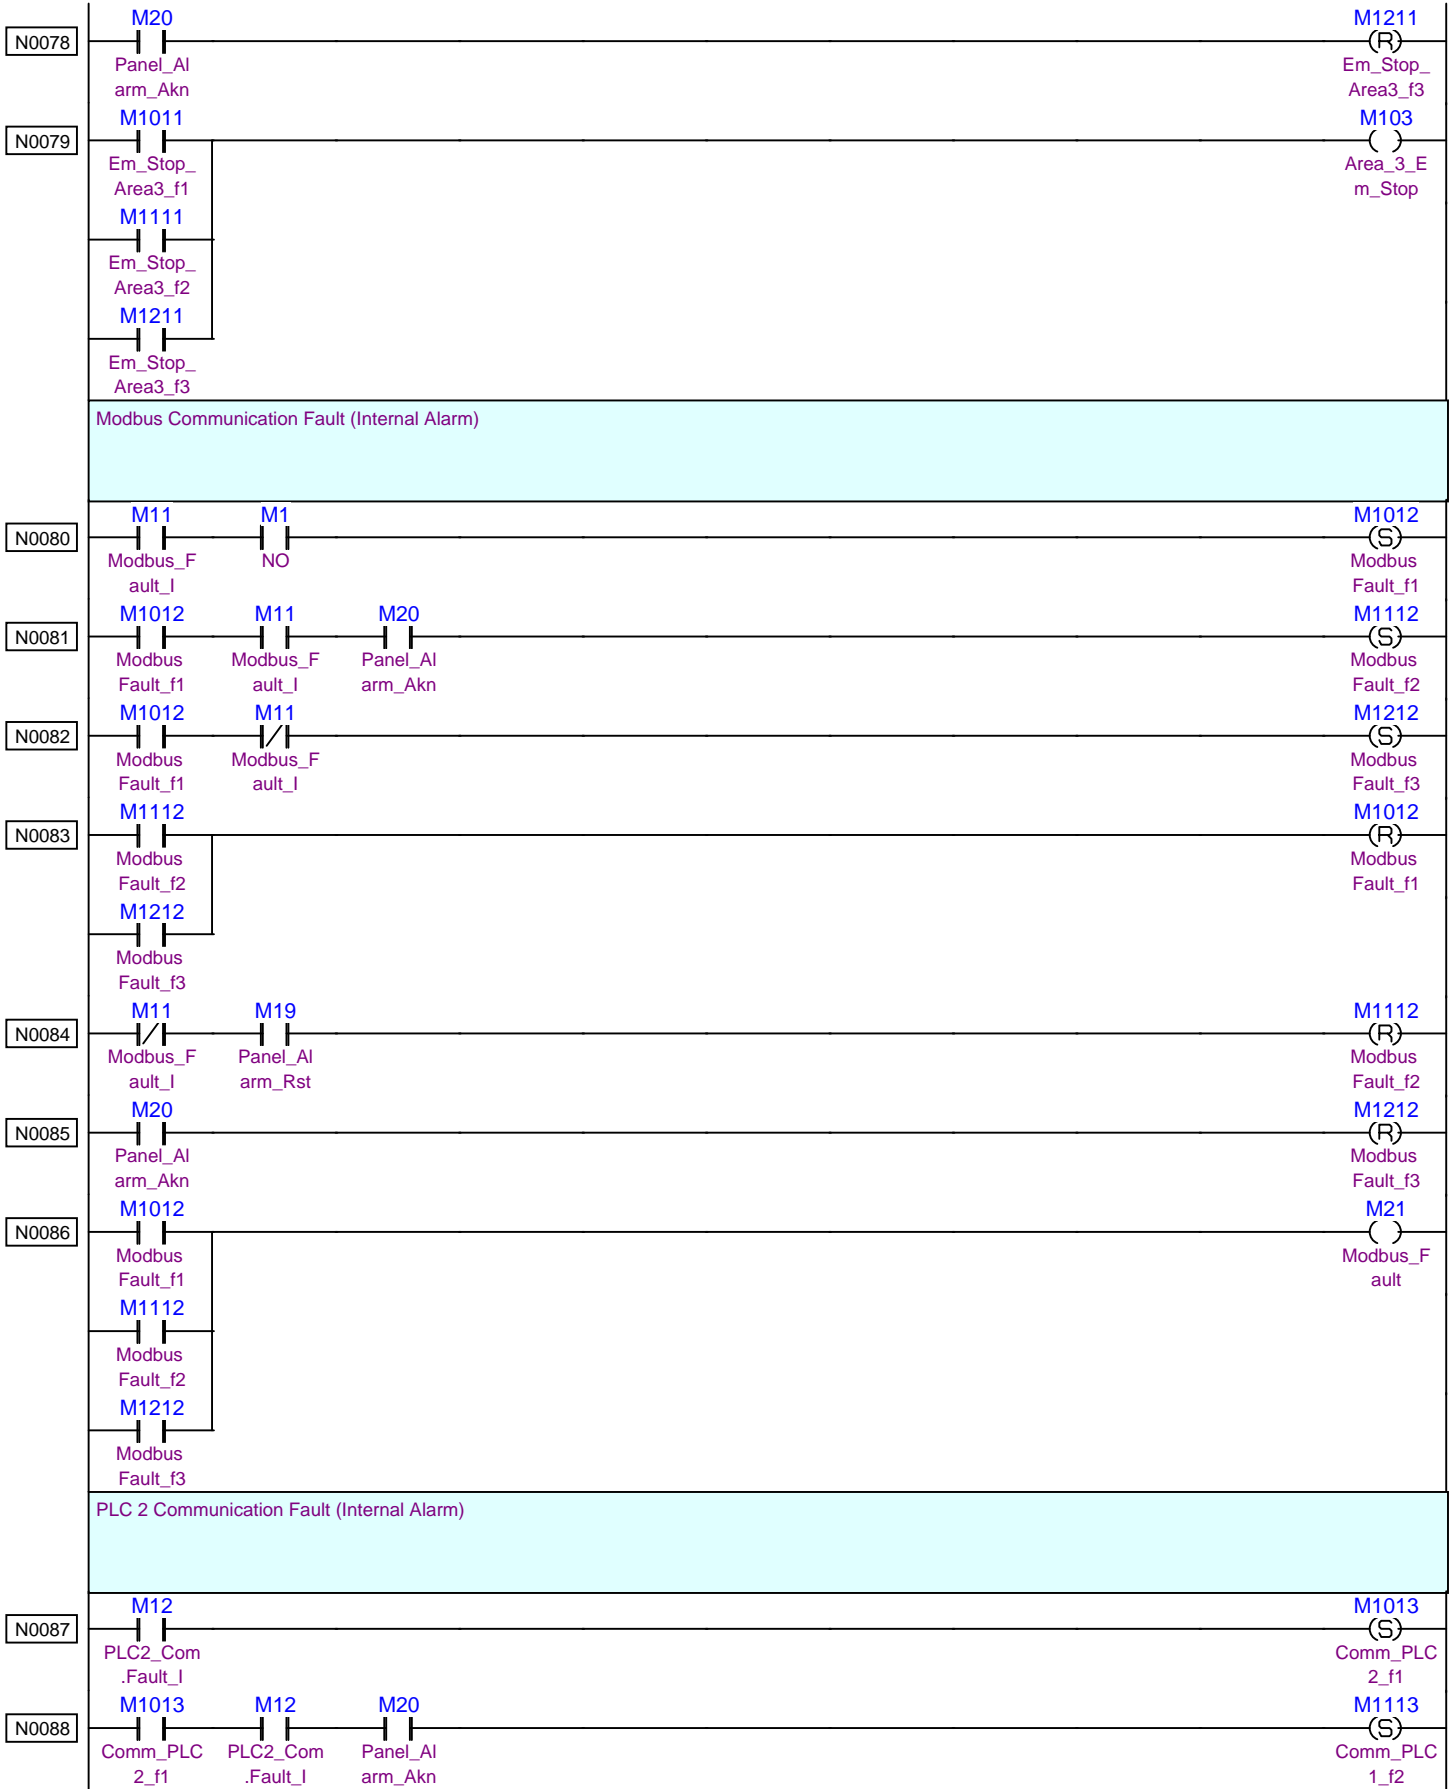 M20 M1211
N0078
Panel_Al Em_Stop_
arm_Akn Area3_f3
M1011 M103
N0079
Em_Stop_ Area_3_E
Area3_f1 m_Stop
M1111
Em_Stop_
Area3_f2
M1211
Em_Stop_
Area3_f3
Modbus Communication Fault (Internal Alarm)
M11 M1 M1012
N0080 S
Modbus_F NO Modbus
ault_I Fault_f1
M1012 M11 M20 M1112
N0081 S
Modbus Modbus_F Panel_Al Modbus
Fault_f1 ault_I arm_Akn Fault_f2
M1012 M11 M1212
N0082 S
Modbus Modbus_F Modbus
Fault_f1 ault_I Fault_f3
M1112 M1012
N0083 R
Modbus Modbus
Fault_f2 Fault_f1
M1212
Modbus
Fault_f3
M11 M19 M1112
N0084 R
Modbus_F Panel_Al Modbus
ault_I arm_Rst Fault_f2
M20 M1212
N0085 R
Panel_Al Modbus
arm_Akn Fault_f3
M1012 M21
N0086
Modbus Modbus_F
Fault_f1 ault
M1112
Modbus
Fault_f2
M1212
Modbus
Fault_f3
PLC 2 Communication Fault (Internal Alarm)
M12 M1013
N0087 S
PLC2_Com Comm_PLC
.Fault_I 2_f1
M1013 M12 M20 M1113
N0088 S
Comm_PLC PLC2_Com Panel_Al Comm_PLC
2_f1 .Fault_I arm_Akn 1_f2